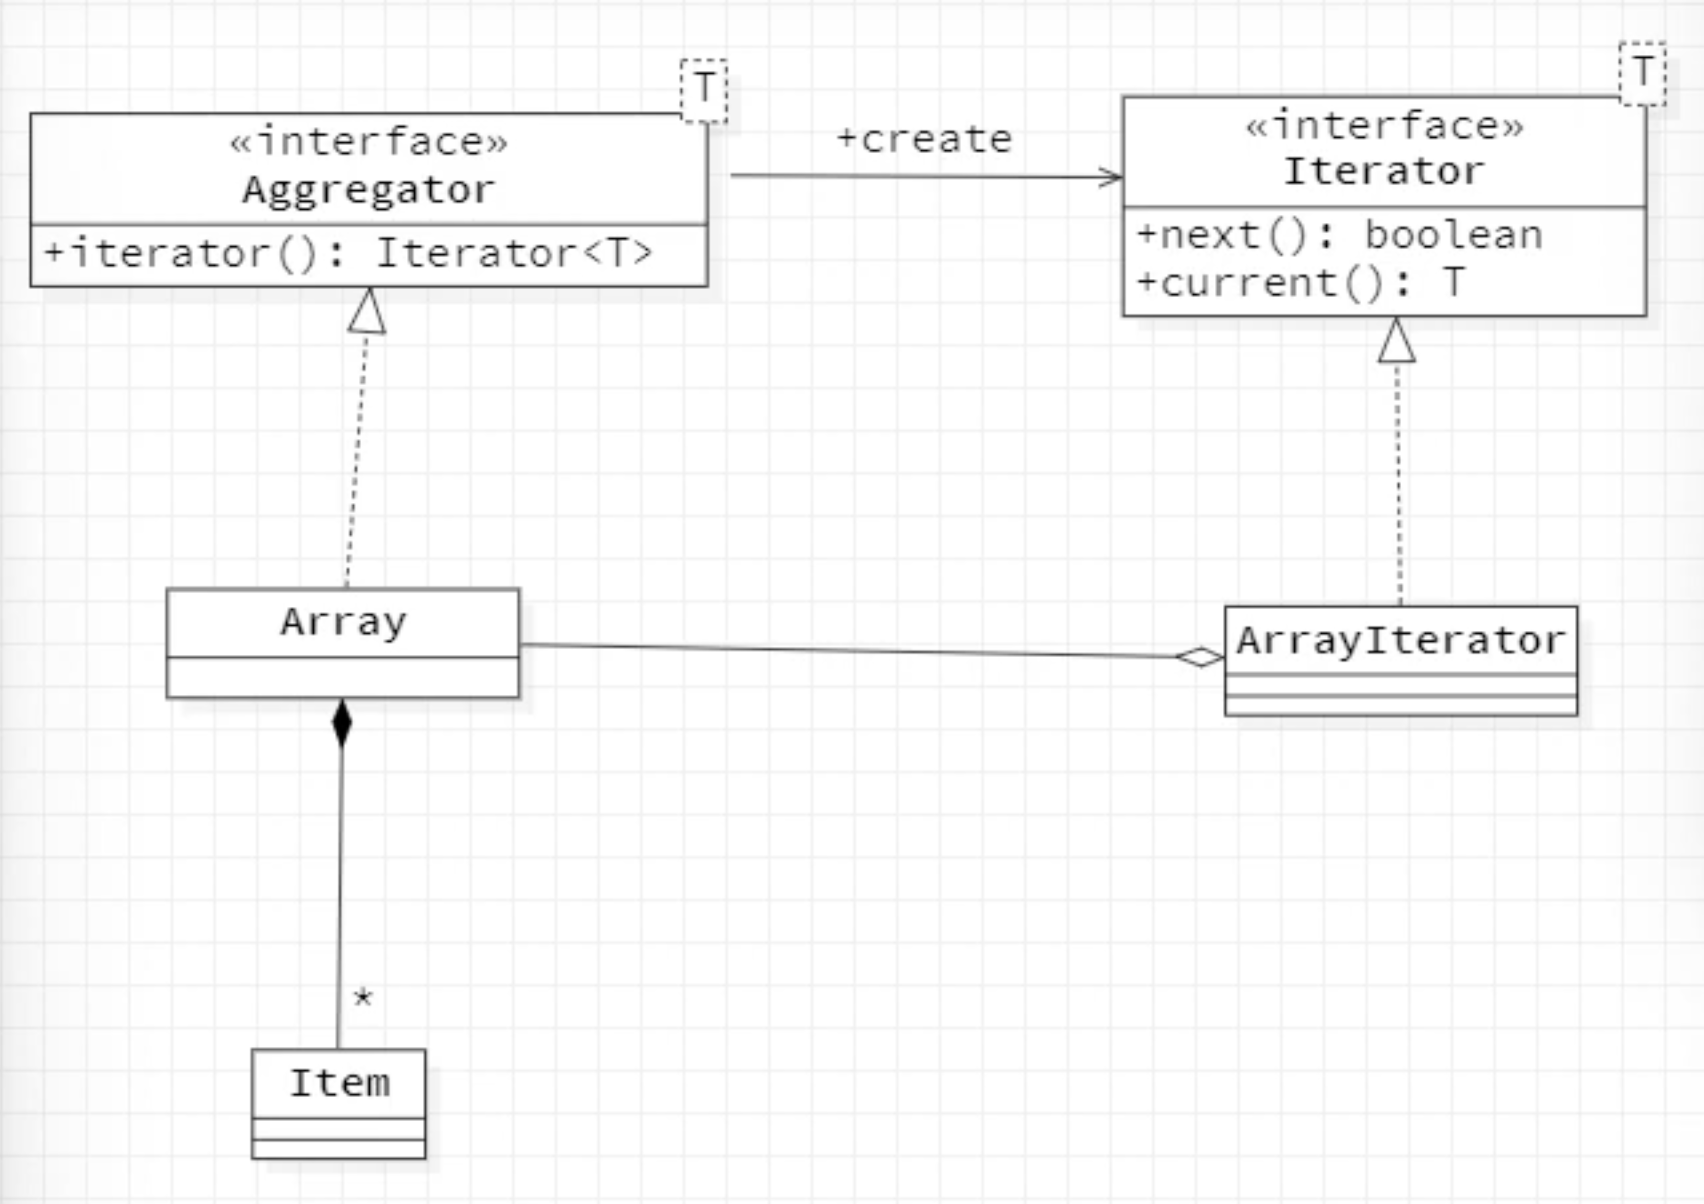 T
«interface»
Aggregator
+iterator(): Iterator<T>
+create
T
«interface»
Iterator
+next(): boolean
+current(): T
Array
ArrayIterator
*
Item